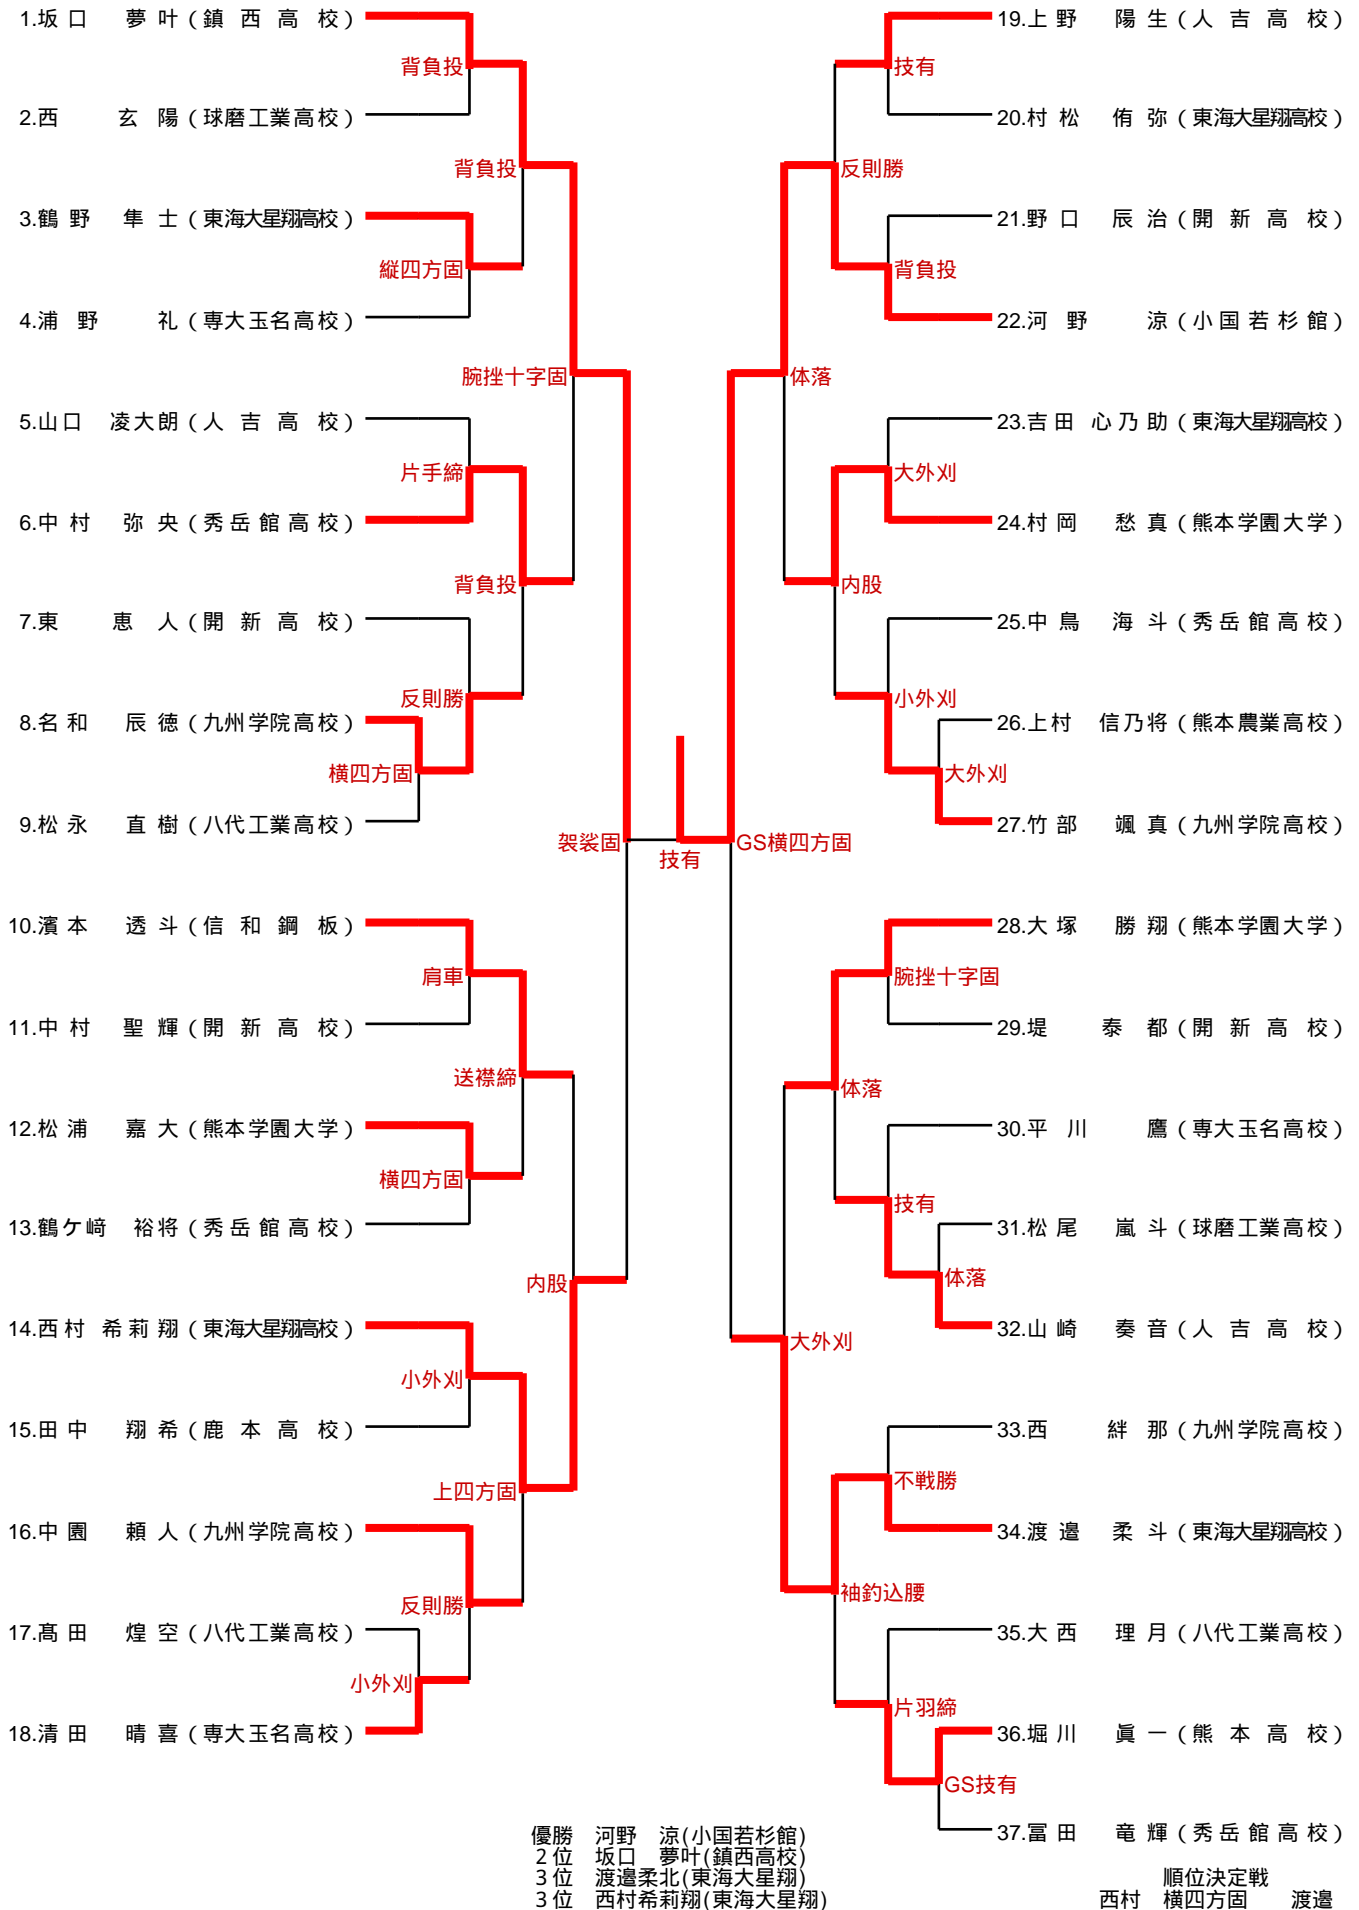 1.坂口 夢叶(鎮西高校)
背負投
2.西 玄陽(球磨工業高校)
背負投
3.鶴野 隼士(東海大星翔高校)
縦四方固
4.浦野 礼(専大玉名高校)
腕挫十字固
5.山口 凌大朗(人吉高校)
片手締
6.中村 弥央(秀岳館高校)
背負投
7.東 恵人(開新高校)
反則勝
8.名和 辰徳(九州学院高校)
横四方固
9.松永 直樹(八代工業高校)
袈裟固
技有
10.濱本 透斗(信和鋼板)
肩車
11.中村 聖輝(開新高校)
送襟締
12.松浦 嘉大(熊本学園大学)
横四方固
13.鶴ケ﨑 裕将(秀岳館高校)
内股
14.西村 希莉翔(東海大星翔高校)
小外刈
15.田中 翔希(鹿本高校)
上四方固
16.中園 頼人(九州学院高校)
反則勝
17.髙田 煌空(八代工業高校)
小外刈
18.清田 晴喜(専大玉名高校)
19.上野 陽生(人吉高校)
技有
20.村松 侑弥(東海大星翔高校)
反則勝
21.野口 辰治(開新高校)
背負投
22.河野 涼(小国若杉館)
体落
23.吉田 心乃助(東海大星翔高校)
大外刈
24.村岡 愁真(熊本学園大学)
内股
25.中鳥 海斗(秀岳館高校)
小外刈
26.上村 信乃将(熊本農業高校)
大外刈
27.竹部 颯真(九州学院高校)
GS横四方固
28.大塚 勝翔(熊本学園大学)
腕挫十字固
29.堤 泰都(開新高校)
体落
30.平川 鷹(専大玉名高校)
技有
31.松尾 嵐斗(球磨工業高校)
体落
32.山崎 奏音(人吉高校)
大外刈
33.西 絆那(九州学院高校)
不戦勝
34.渡邉 柔斗(東海大星翔高校)
袖釣込腰
35.大西 理月(八代工業高校)
片羽締
36.堀川 眞一(熊本高校)
GS技有
37.冨田 竜輝(秀岳館高校)
優勝 河野 涼(小国若杉館)
2位 坂口 夢叶(鎮西高校)
3位 渡邉柔北(東海大星翔)
3位 西村希莉翔(東海大星翔)
順位決定戦
西村 横四方固 渡邉